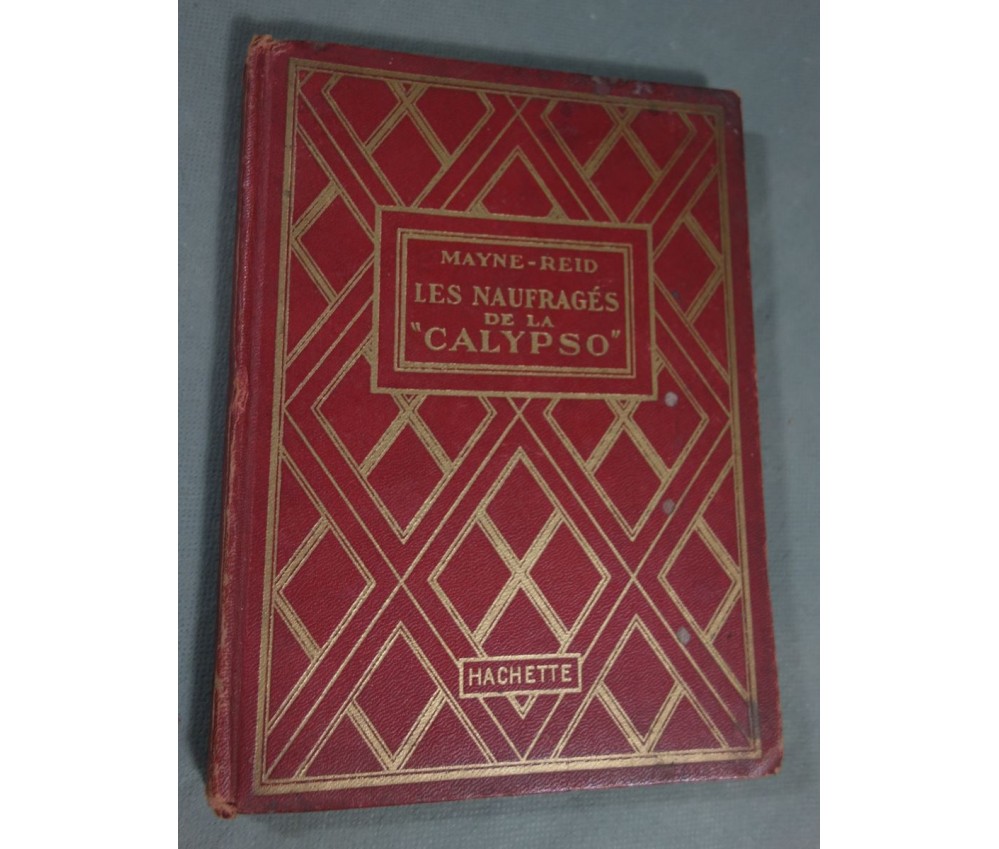 MAYNE-REID
LES NAUFRAGÉS
DE LA
"CALYPSO"
HACHETTE